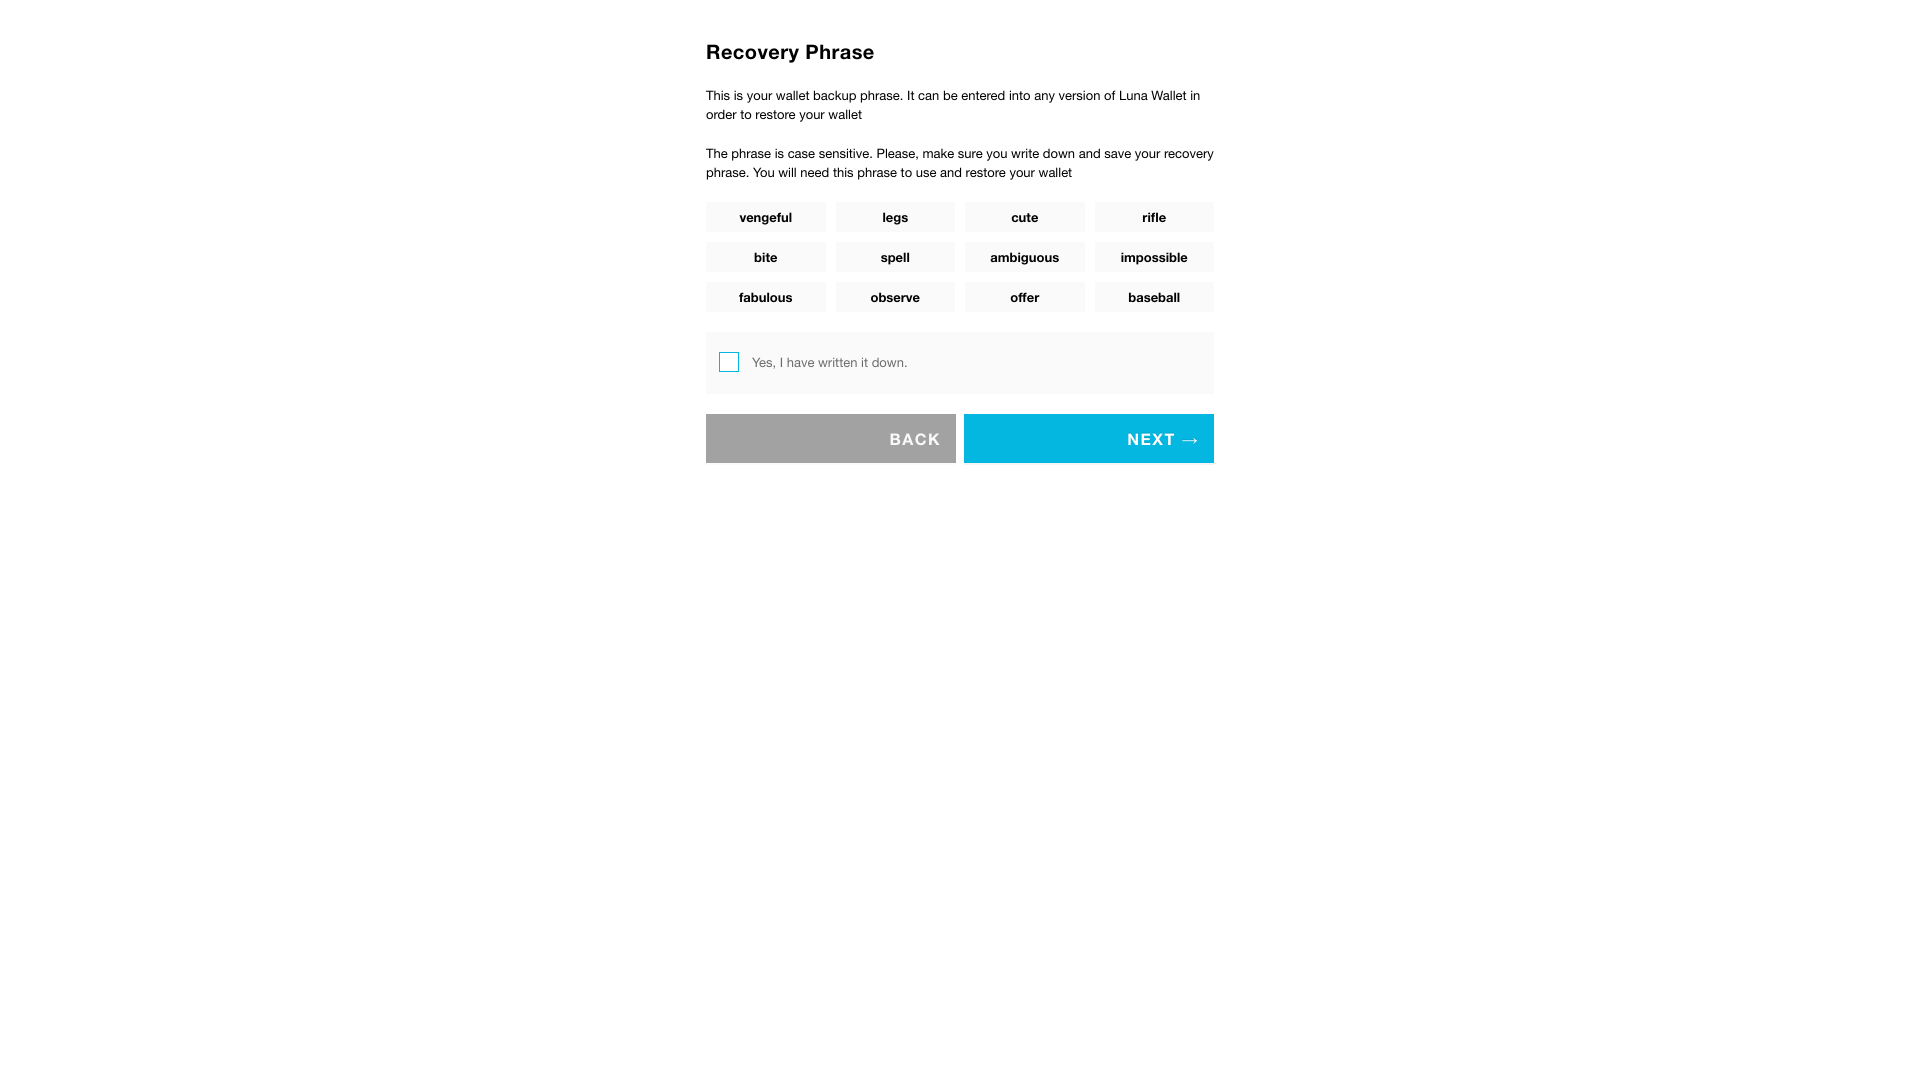 Recovery Phrase
This is your wallet backup phrase. It can be entered into any version of Luna Wallet in
order to restore your wallet
The phrase is case sensitive. Please, make sure you write down and save your recovery
phrase. You will need this phrase to use and restore your wallet
vengeful legs cute rifle
bite spell ambiguous impossible
fabulous observe offer baseball
Yes, I have written it down.
BACK NEXT →